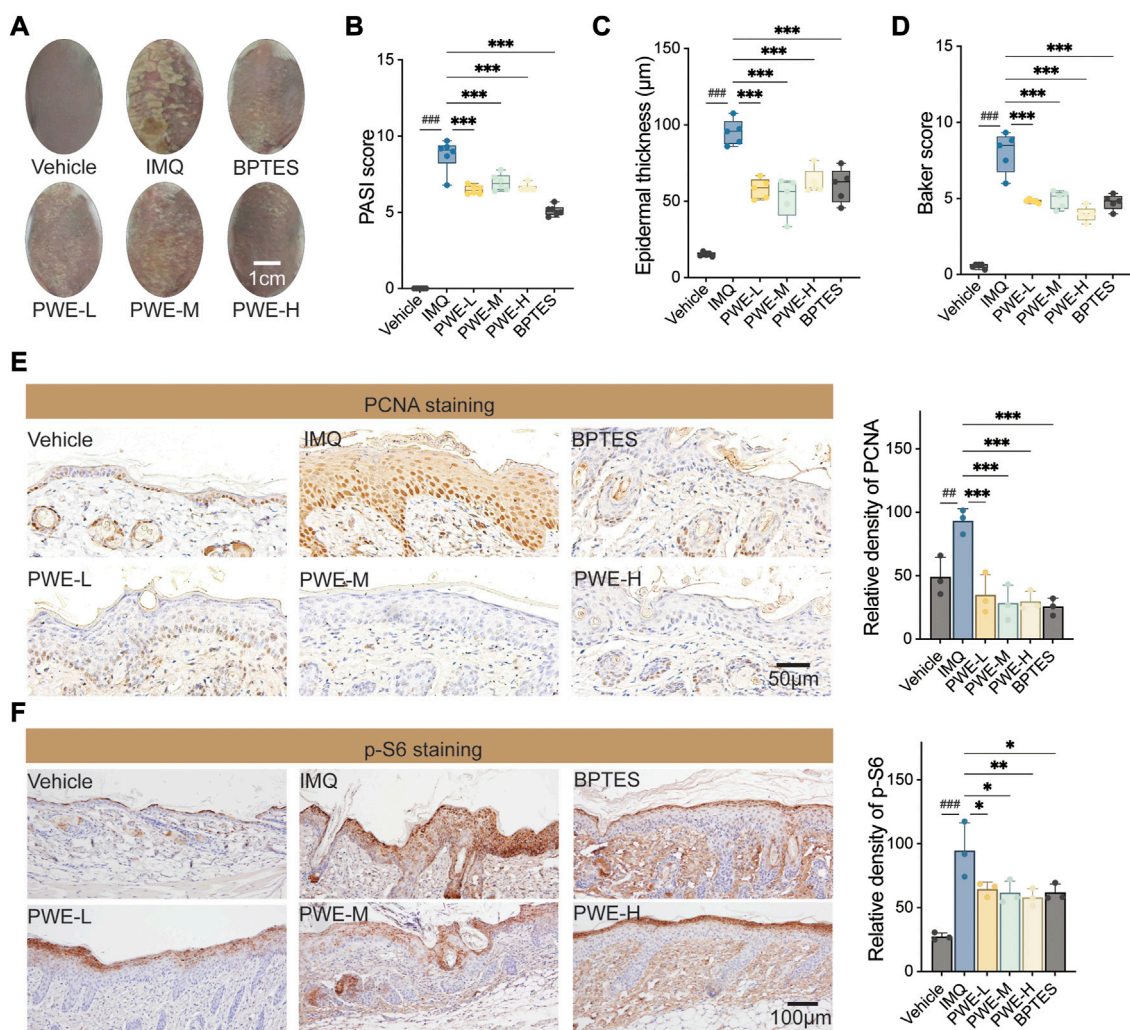 A
Vehicle
IMQ
BPTES
PWE-L
PWE-M
PWE-H
1cm
B
PASI score
15
10
5
0
###
***
***
***
***
Vehicle
IMQ
PWE-L
PWE-M
PWE-H
BPTES
C
Epidermal thickness (μm)
150
100
50
0
###
***
***
***
***
Vehicle
IMQ
PWE-L
PWE-M
PWE-H
BPTES
D
Baker score
15
10
5
0
###
***
***
***
***
Vehicle
IMQ
PWE-L
PWE-M
PWE-H
BPTES
E
PCNA staining
Vehicle
IMQ
BPTES
PWE-L
PWE-M
PWE-H
50μm
Relative density of PCNA
150
100
50
0
##
***
***
***
***
Vehicle
IMQ
PWE-L
PWE-M
PWE-H
BPTES
F
p-S6 staining
Vehicle
IMQ
BPTES
PWE-L
PWE-M
PWE-H
100μm
Relative density of p-S6
150
100
50
0
###
*
*
**
*
Vehicle
IMQ
PWE-L
PWE-M
PWE-H
BPTES